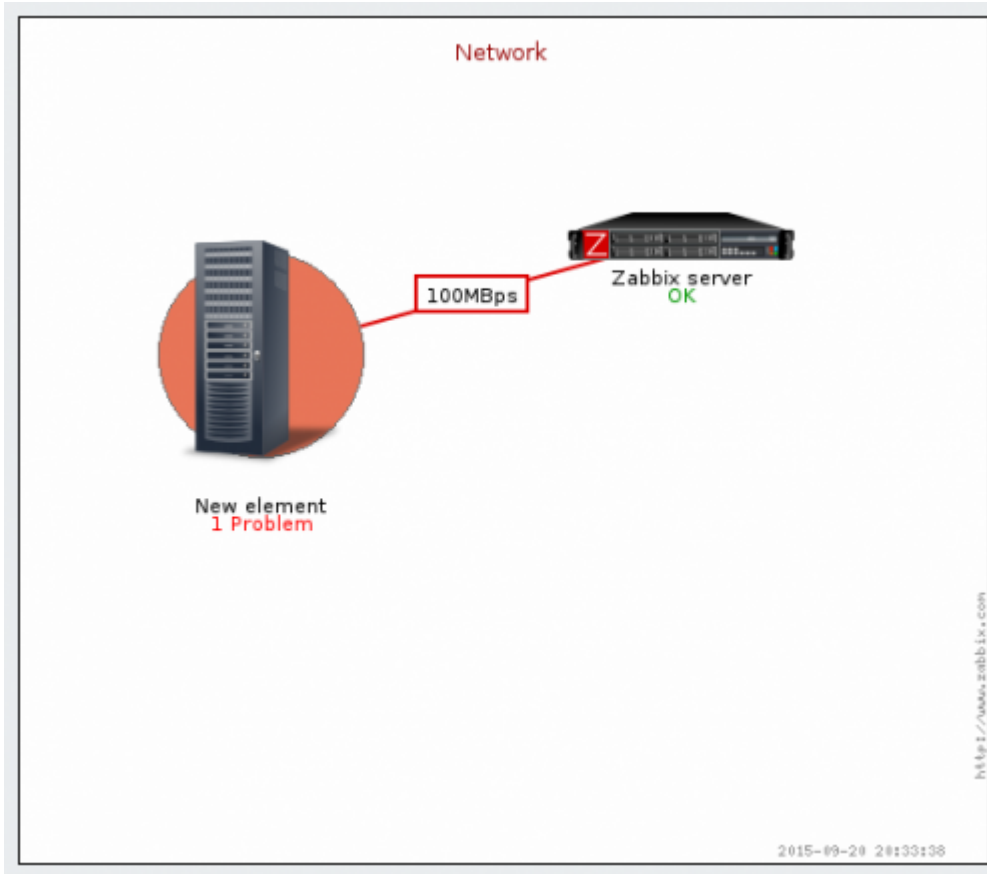 Network
Z
Zabbix server
OK
100MBps
New element
1 Problem
http://www.zabbix.com
2015-09-20 20:33:38